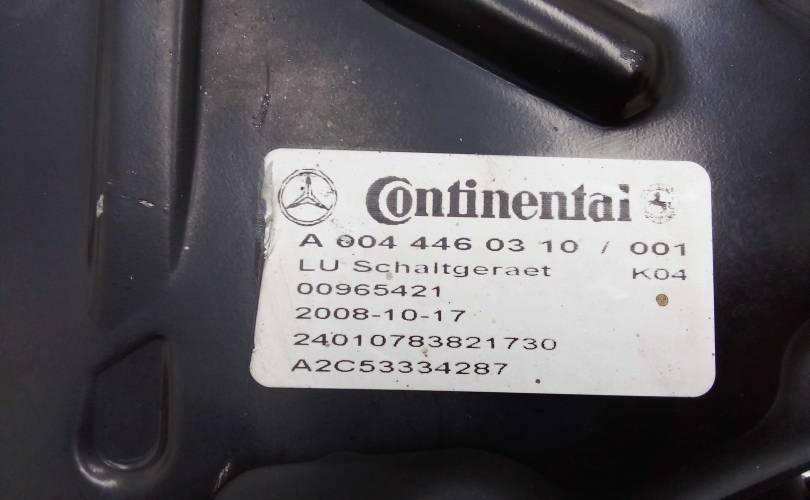 Continental
A 004 446 03 10 / 001
LU Schaltgeraet K04
00965421
2008-10-17
24010783821730
A2C53334287